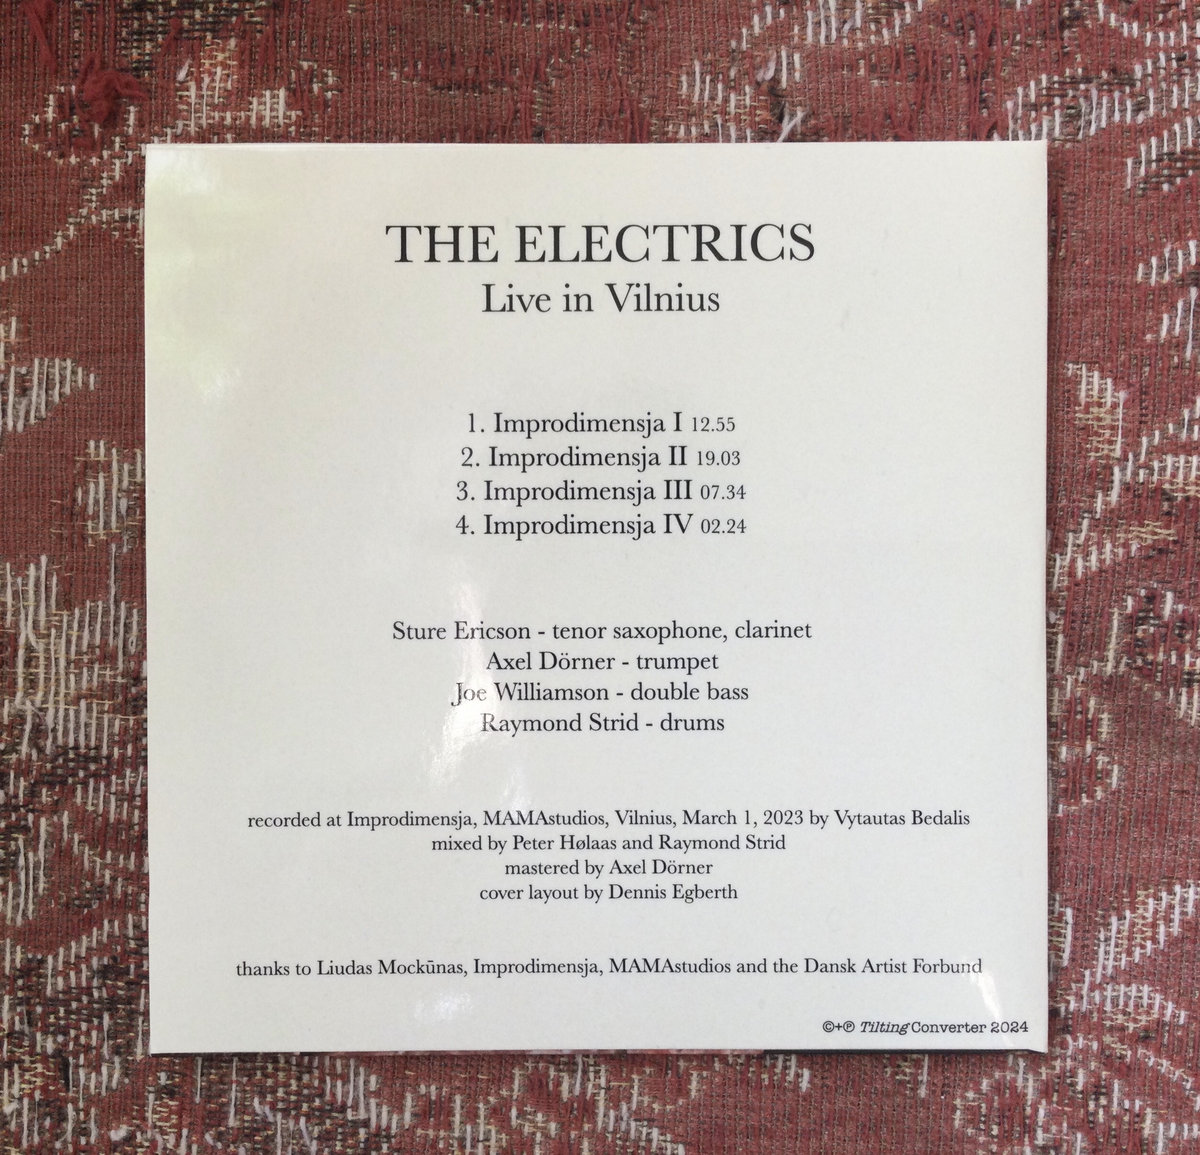 THE ELECTRICS
Live in Vilnius
1. Improdimensja I 12.55
2. Improdimensja II 19.03
3. Improdimensja III 07.34
4. Improdimensja IV 02.24
Sture Ericson - tenor saxophone, clarinet
Axel Dörner - trumpet
Joe Williamson - double bass
Raymond Strid - drums
recorded at Improdimensja, MAMAstudios, Vilnius, March 1, 2023 by Vytautas Bedalis
mixed by Peter Hølaas and Raymond Strid
mastered by Axel Dörner
cover layout by Dennis Egberth
thanks to Liudas Mockūnas, Improdimensja, MAMAstudios and the Dansk Artist Forbund
©+℗ Tilting Converter 2024